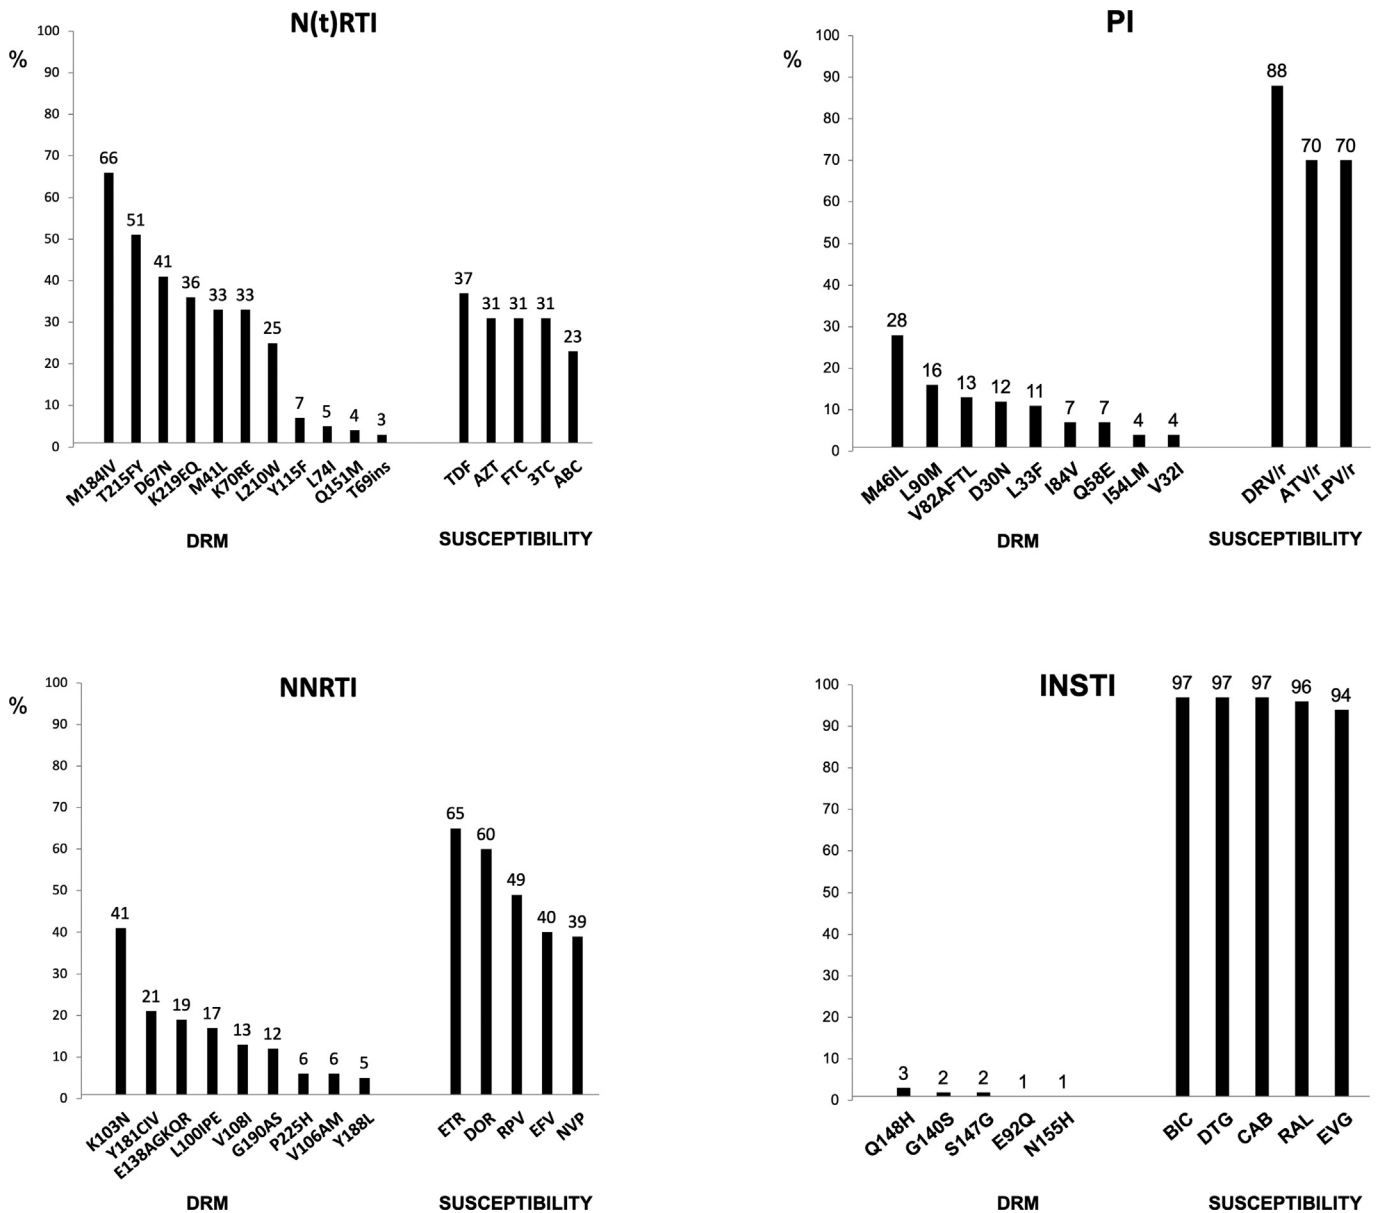 N(t)RTI
%
100
90
80
70
60
50
40
30
20
10
0
66
51
41
36
33
33
25
7
5
4
3
37
31
31
31
23
M184IV
T215FY
D67N
K219EQ
M41L
K70RE
L210W
Y115F
L74I
Q151M
T69ins
TDF
AZT
FTC
3TC
ABC
DRM
SUSCEPTIBILITY
PI
%
100
90
80
70
60
50
40
30
20
10
0
28
16
13
12
11
7
7
4
4
88
70
70
M46IL
L90M
V82AFTL
D30N
L33F
I84V
Q58E
I54LM
V32I
DRV/r
ATV/r
LPV/r
DRM
SUSCEPTIBILITY
NNRTI
%
100
90
80
70
60
50
40
30
20
10
0
41
21
19
17
13
12
6
6
5
65
60
49
40
39
K103N
Y181CIV
E138AGKQR
L100IPE
V108I
G190AS
P225H
V106AM
Y188L
ETR
DOR
RPV
EFV
NVP
DRM
SUSCEPTIBILITY
INSTI
100
90
80
70
60
50
40
30
20
10
0
3
2
2
1
1
97
97
97
96
94
Q148H
G140S
S147G
E92Q
N155H
BIC
DTG
CAB
RAL
EVG
DRM
SUSCEPTIBILITY